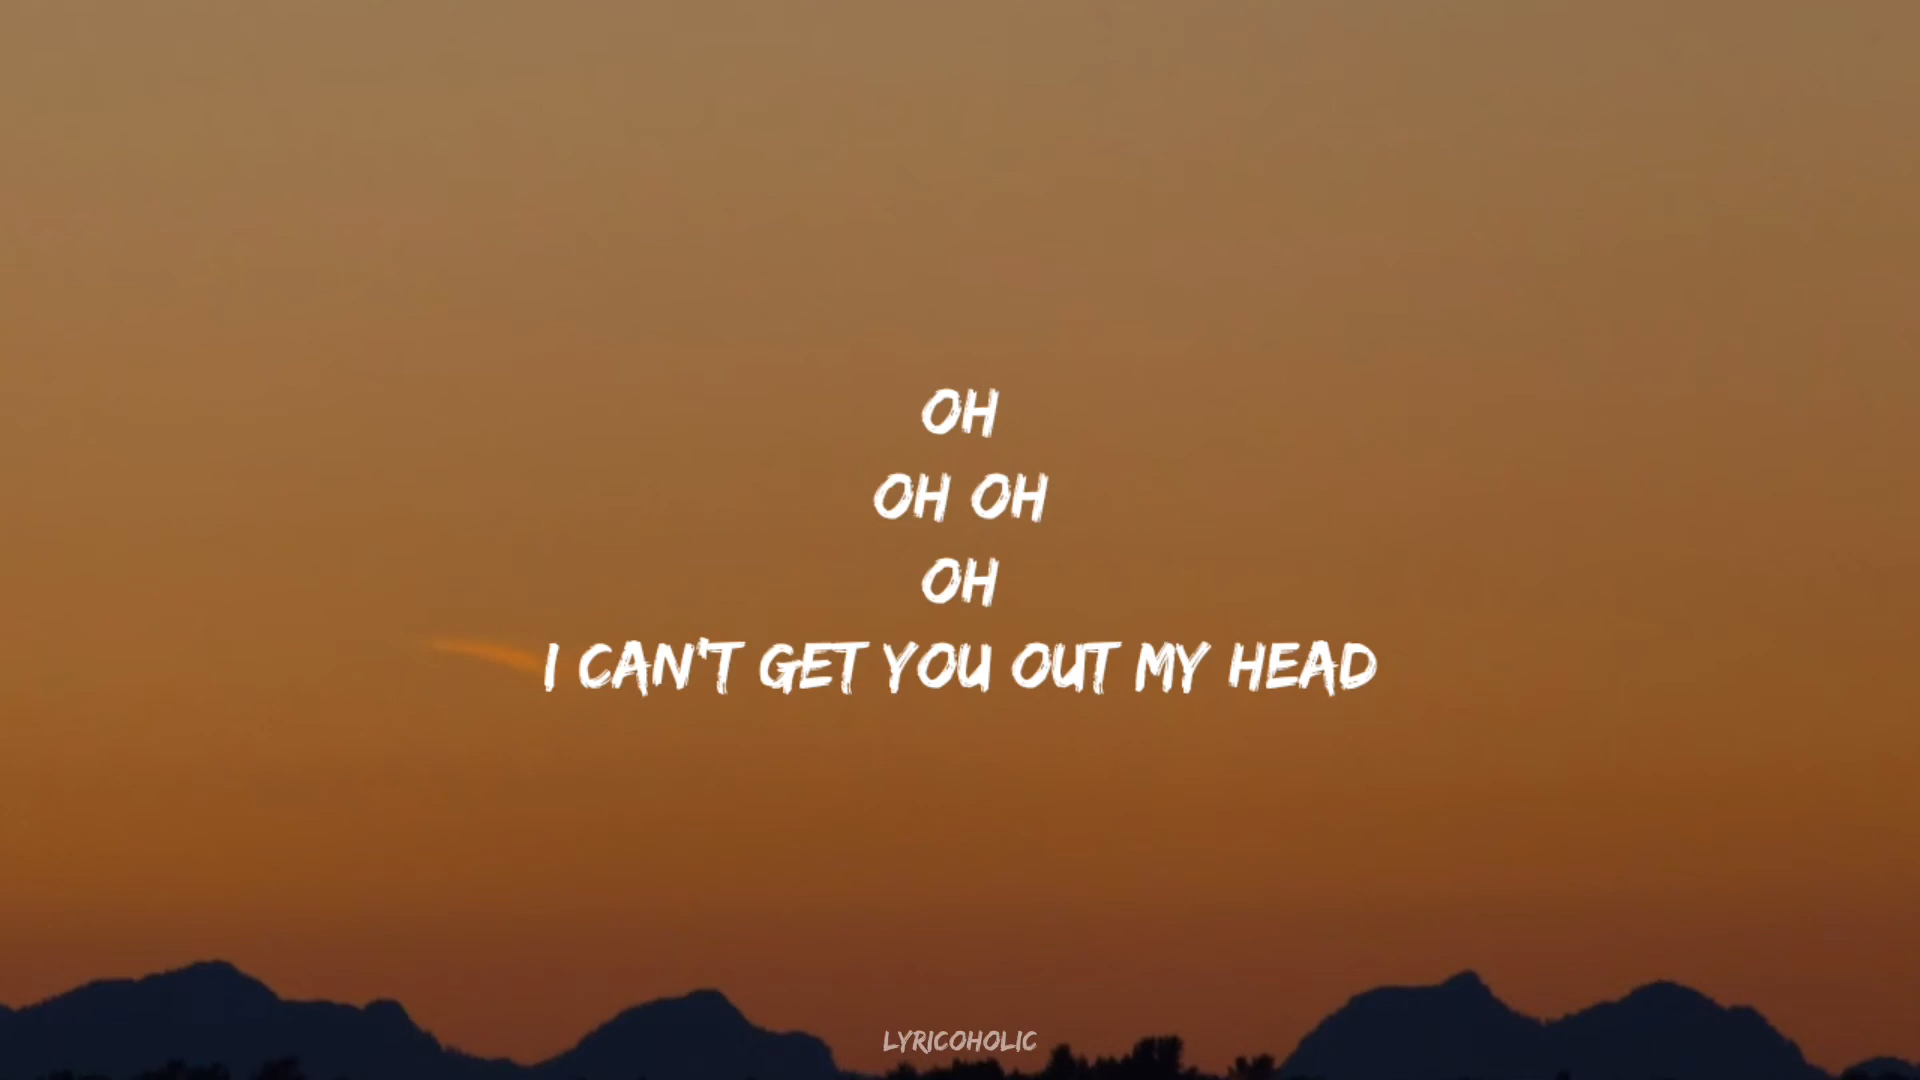 OH
OH OH
OH
I CAN'T GET YOU OUT MY HEAD
LYRICOHOLIC